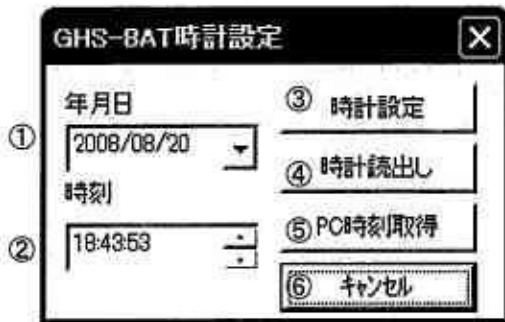 GHS-8AT時計設定
年月日
① 2008/08/20
時刻
② 18:43:53
③ 時計設定
④ 時計読出し
⑤ PC時刻取得
⑥ キャンセル